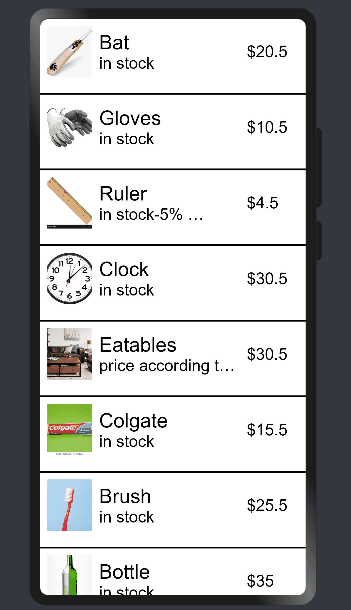 Bat
in stock
$20.5
Gloves
in stock
$10.5
Ruler
in stock-5% ...
$4.5
Clock
in stock
$30.5
Eatables
price according t...
$30.5
Colgate
in stock
$15.5
Colgate
Brush
in stock
$25.5
Bottle
in stock
$35